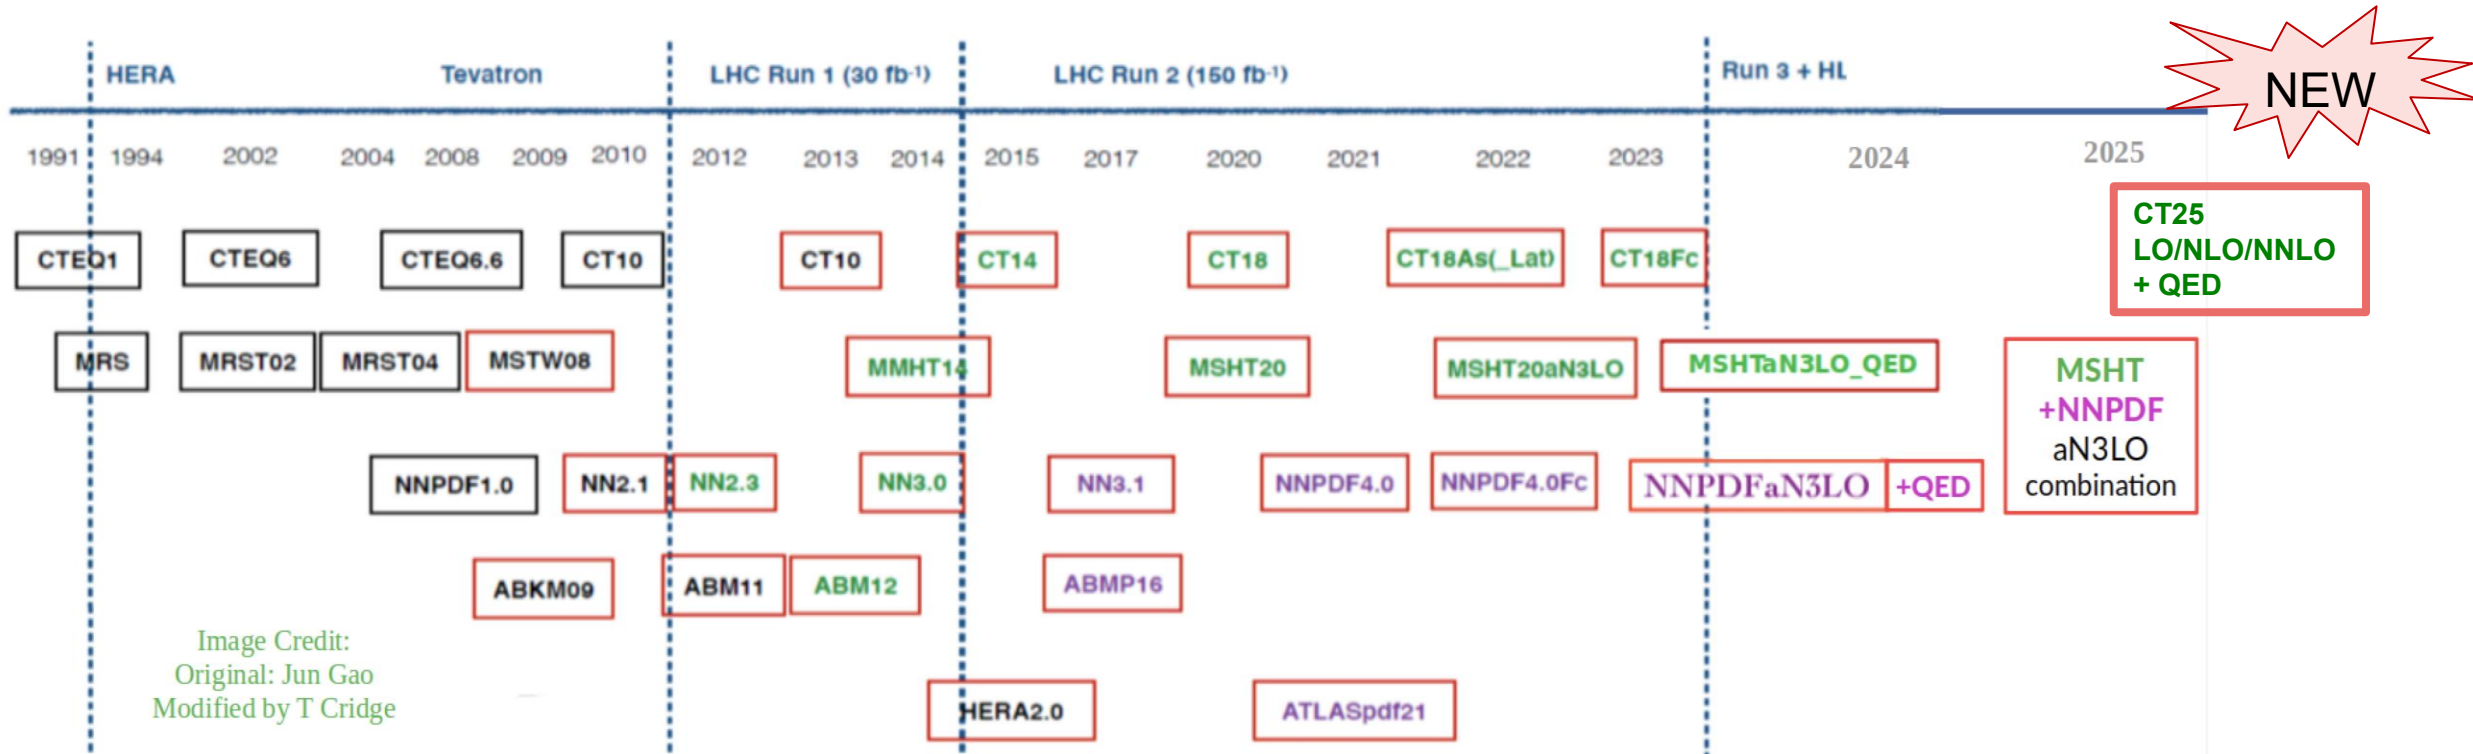 HERA Tevatron LHC Run 1 (30 fb-1) LHC Run 2 (150 fb-1) Run 3 + HL NEW
1991 1994 2002 2004 2008 2009 2010 2012 2013 2014 2015 2017 2020 2021 2022 2023 2024 2025
CT25
LO/NLO/NNLO
+ QED
CTEQ1 CTEQ6 CTEQ6.6 CT10 CT10 CT14 CT18 CT18As(_Lat) CT18Fc
MRS MRST02 MRST04 MSTW08 MMHT14 MSHT20 MSHT20aN3LO MSHTaN3LO_QED
MSHT
+NNPDF
aN3LO
combination
NNPDF1.0 NN2.1 NN2.3 NN3.0 NN3.1 NNPDF4.0 NNPDF4.0Fc NNPDFaN3LO +QED
ABKM09 ABM11 ABM12 ABMP16
Image Credit:
Original: Jun Gao
Modified by T Cridge
HERA2.0 ATLASpdf21